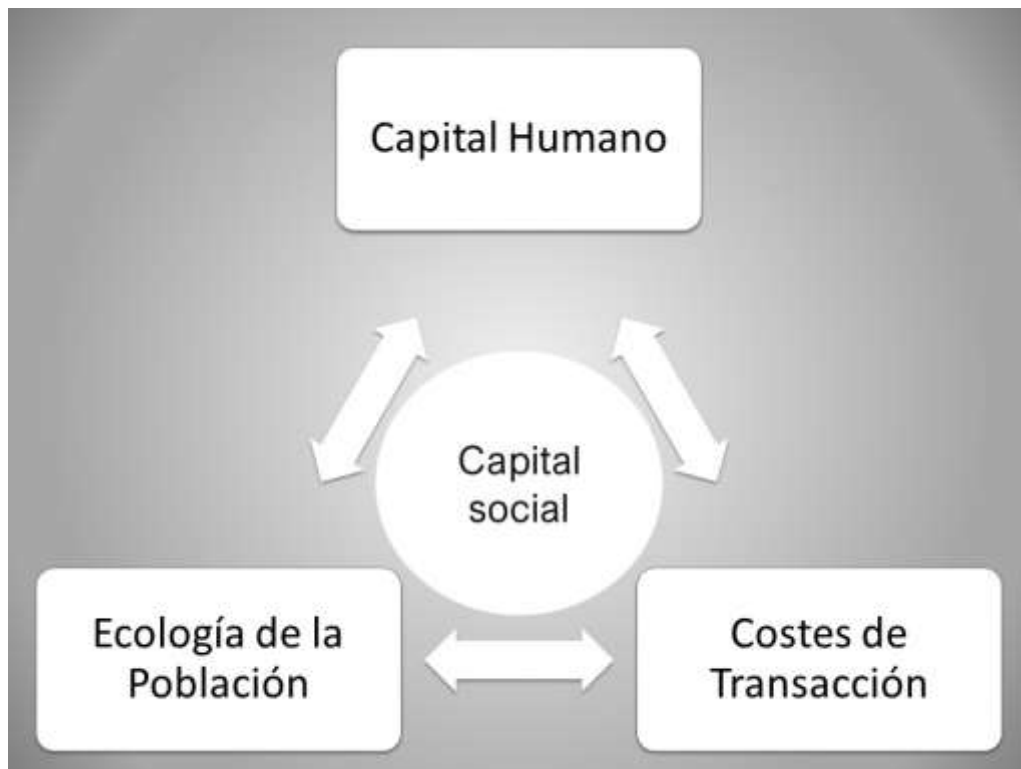 Capital Humano
Capital
social
Ecología de la
Población
Costes de
Transacción